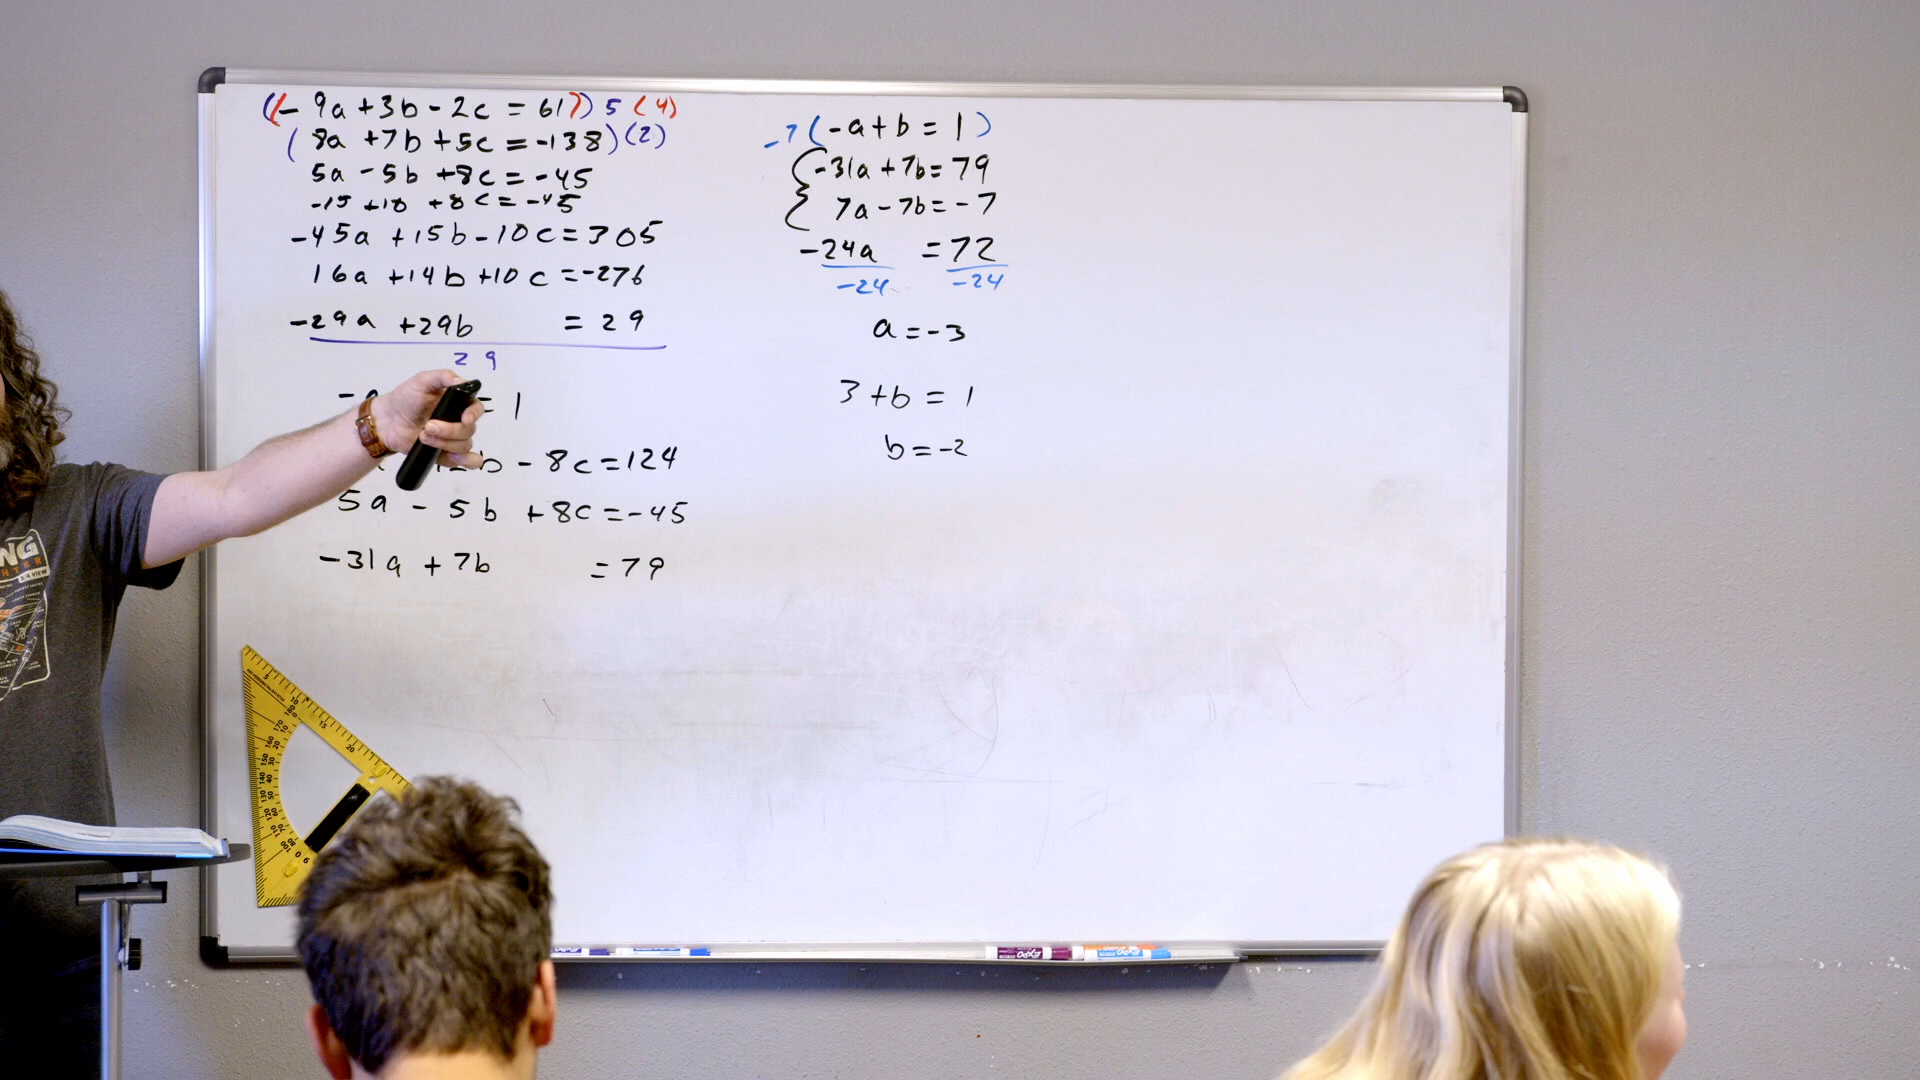 ((- 9a + 3b - 2c = 61)) 5 (4)
( 8a + 7b + 5c = -138)(2)
5a - 5b + 8c = -45
-15 + 10 + 8c = -45
-45a + 15b - 10c = 305
16a + 14b + 10c = -276
-29a + 29b = 29
29
= 1
b - 8c = 124
5a - 5b + 8c = -45
-31a + 7b = 79
-7 (-a + b = 1)
-31a + 7b = 79
7a - 7b = -7
-24a = 72
-24 -24
a = -3
3 + b = 1
b = -2